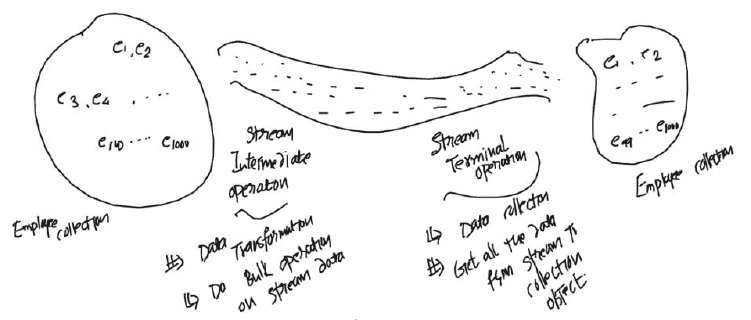 e1, e2
e3, e4 ....
e100 .... e1000
Employee collection
Stream
Intermediate
operation
=> Data Transformation
=> Do Bulk operation
on stream data
Stream
Terminal
operation
=> Data collection
=> Get all the data
from stream to
collection
object.
e1, e2
e99 .. e1000
Employee collection